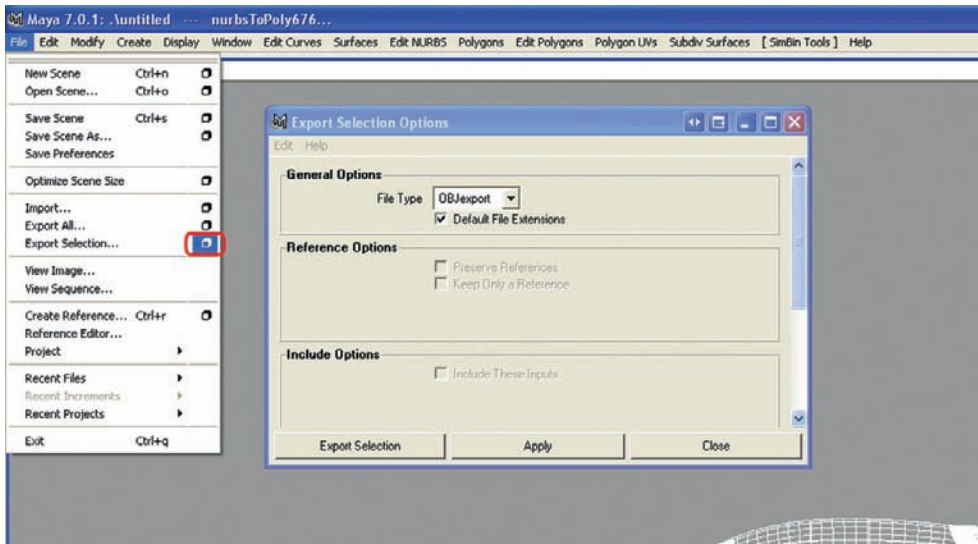 Maya 7.0.1: .\untitled --- nurbsToPoly676...
File Edit Modify Create Display Window Edit Curves Surfaces Edit NURBS Polygons Edit Polygons Polygon UVs Subdiv Surfaces [ SimBin Tools ] Help
New Scene Ctrl+n
Open Scene... Ctrl+o
Save Scene Ctrl+s
Save Scene As...
Save Preferences
Optimize Scene Size
Import...
Export All...
Export Selection...
View Image...
View Sequence...
Create Reference... Ctrl+r
Reference Editor...
Project
Recent Files
Recent Increments
Recent Projects
Exit Ctrl+q
Export Selection Options
Edit Help
General Options
File Type OBJexport
Default File Extensions
Reference Options
Preserve References
Keep Only a Reference
Include Options
Include These Inputs
Export Selection Apply Close